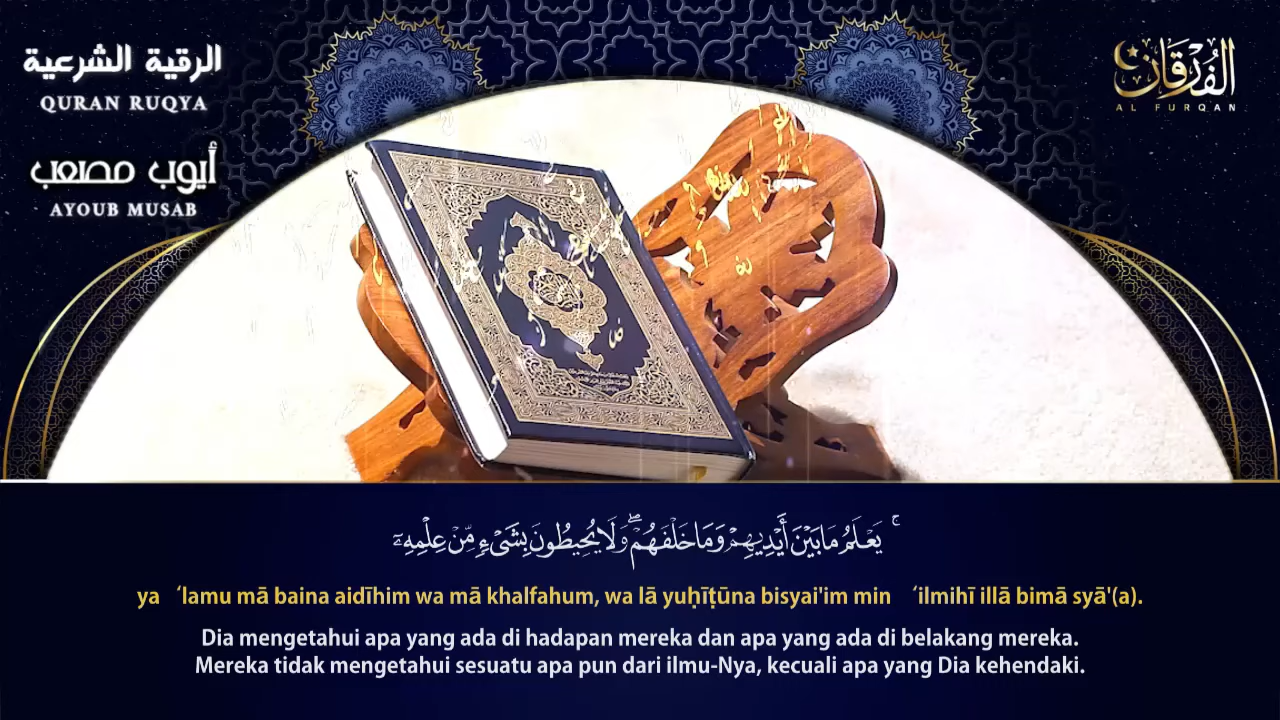 الرقية الشرعية
QURAN RUQYA
أيوب مصعب
AYOUB MUSAB
الفرقان
AL FURQAN
يَعْلَمُ مَا بَيْنَ أَيْدِيهِمْ وَمَا خَلْفَهُمْ ۖ وَلَا يُحِيطُونَ بِشَىْءٍ مِّنْ عِلْمِهِۦٓ
ya ‘lamu mā baina aidīhim wa mā khalfahum, wa lā yuḥīṭūna bisyai'im min ‘ilmihī illā bimā syā'(a).
Dia mengetahui apa yang ada di hadapan mereka dan apa yang ada di belakang mereka.
Mereka tidak mengetahui sesuatu apa pun dari ilmu-Nya, kecuali apa yang Dia kehendaki.